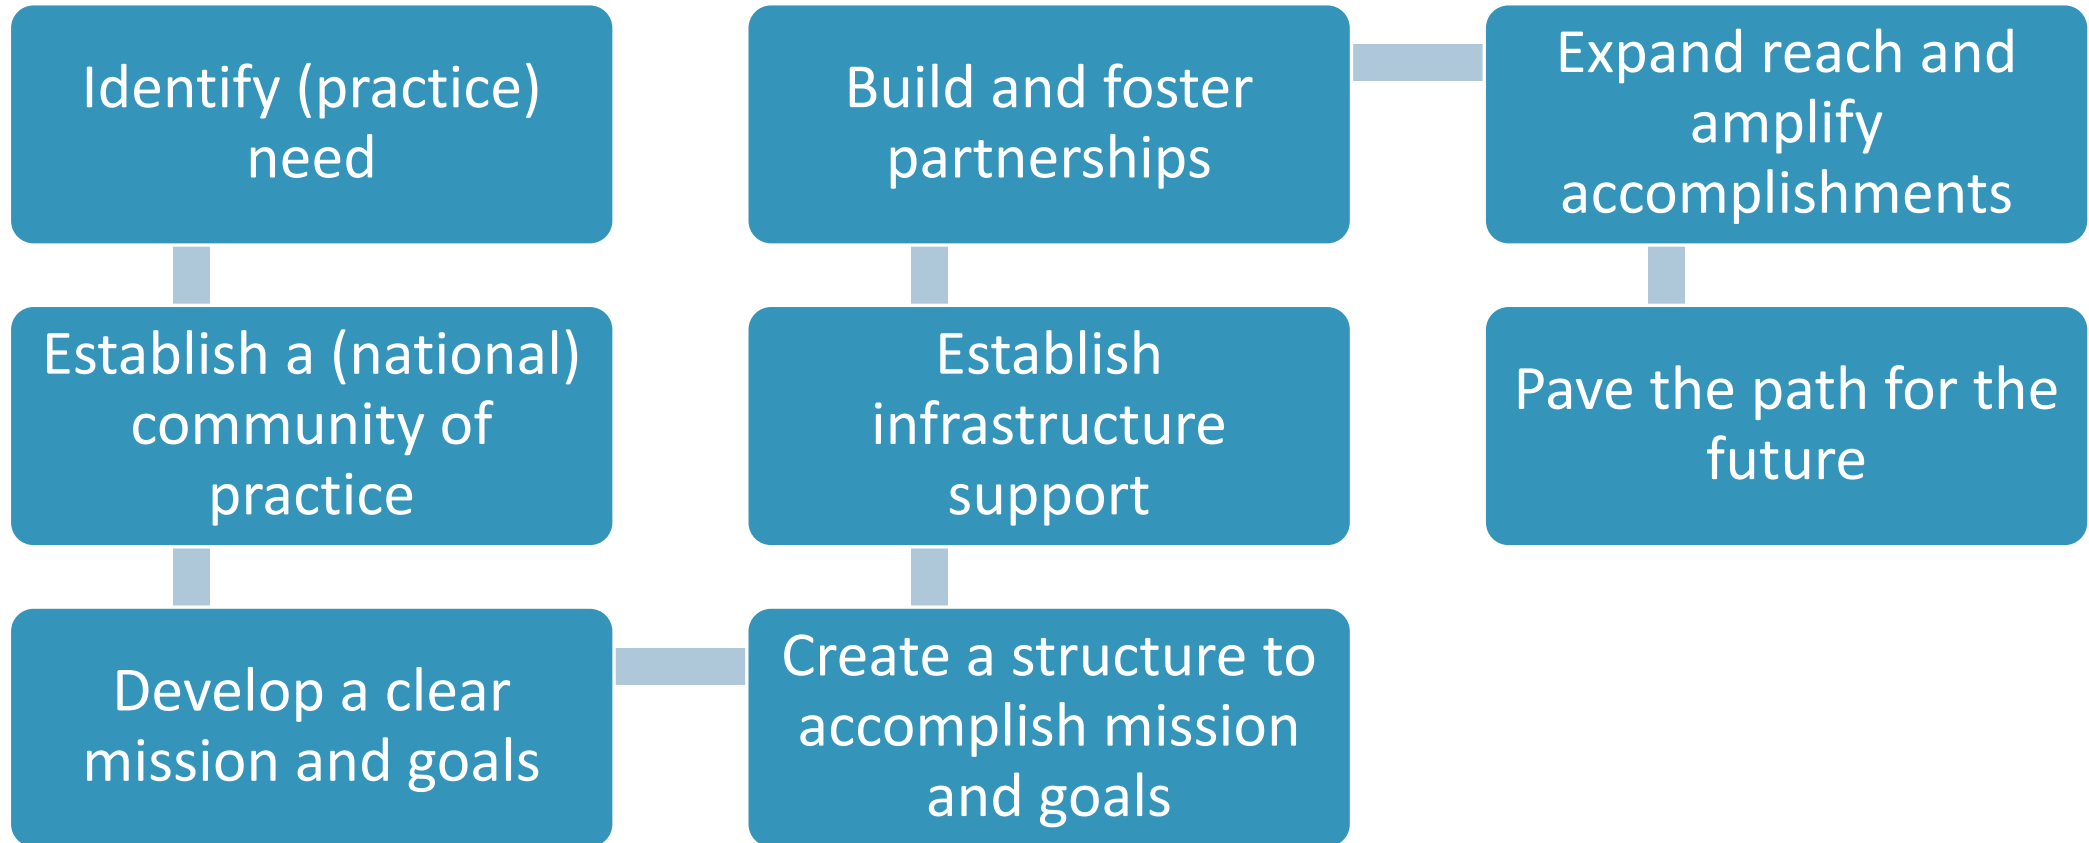 Identify (practice)
need
Establish a (national)
community of
practice
Develop a clear
mission and goals
Create a structure to
accomplish mission
and goals
Establish
infrastructure
support
Build and foster
partnerships
Expand reach and
amplify
accomplishments
Pave the path for the
future